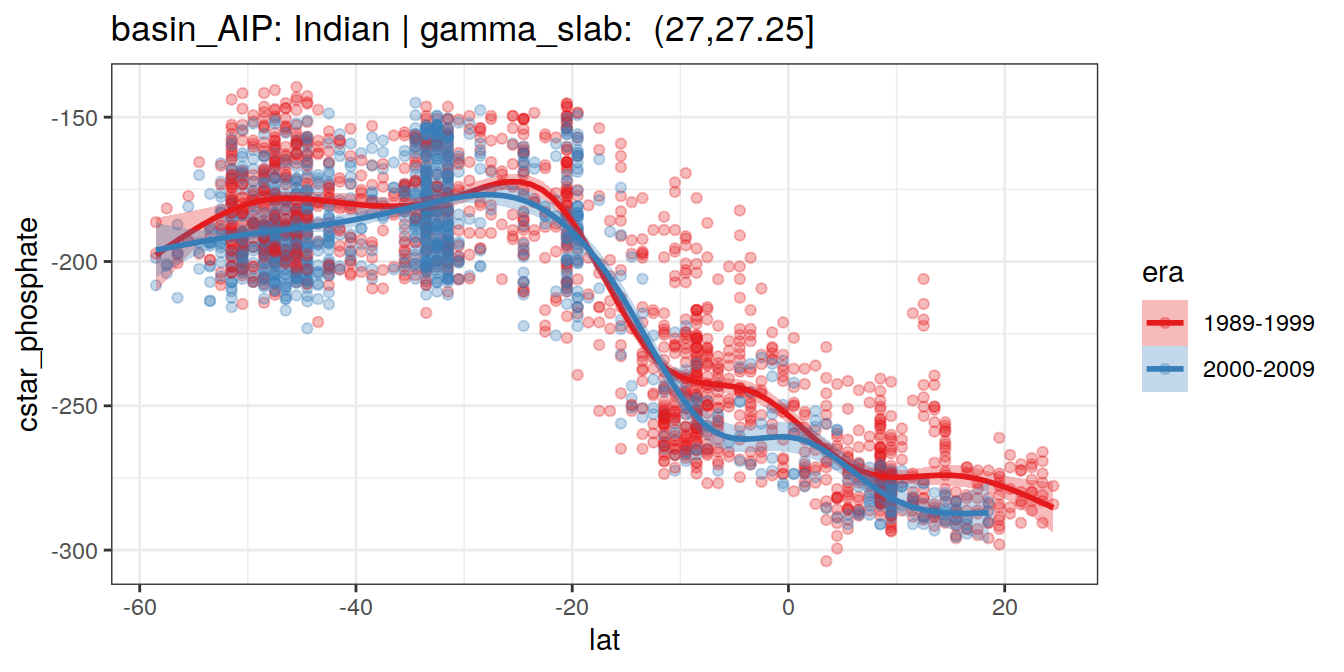 basin_AIP: Indian | gamma_slab:  (27,27.25]
cstar_phosphate
-150
-200
-250
-300
-60
-40
-20
0
20
lat
era
1989-1999
2000-2009